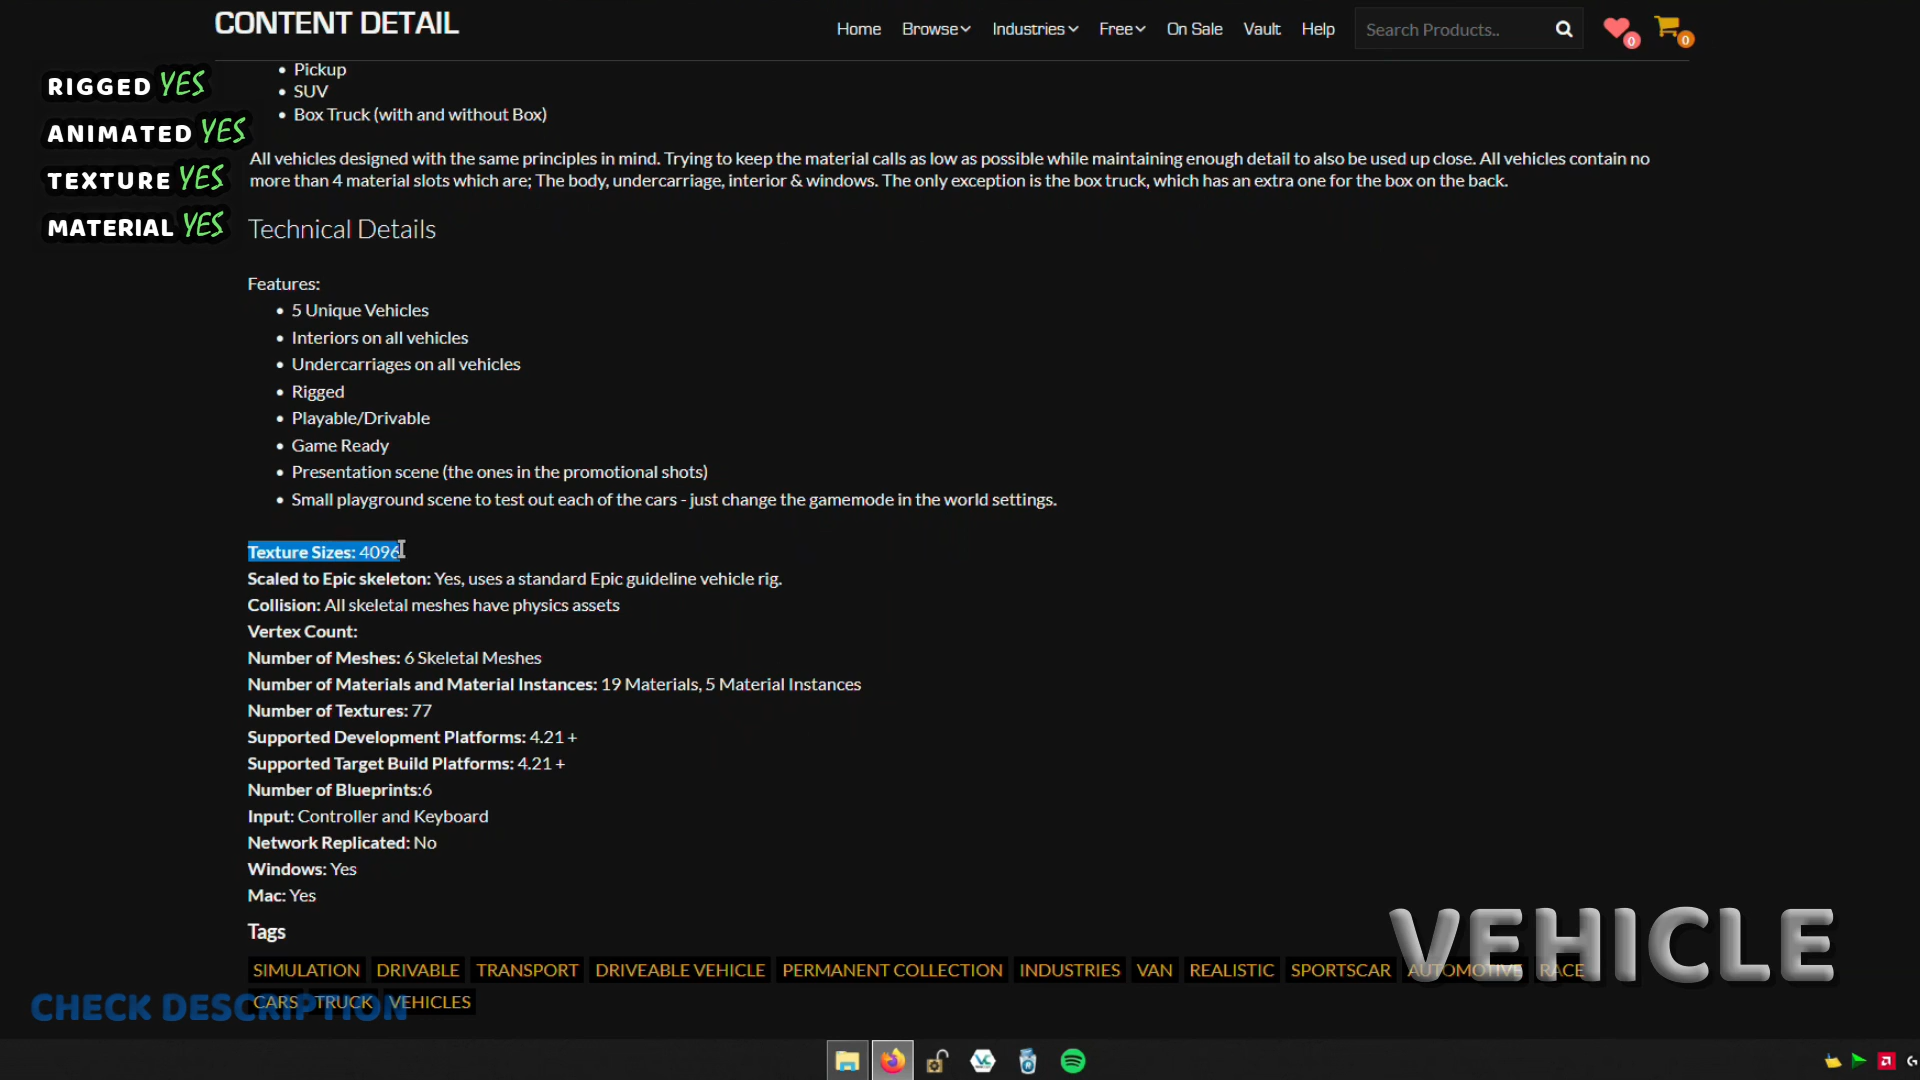 CONTENT DETAIL
Home Browse Industries Free On Sale Vault Help Search Products.. 0 0
RIGGED YES
ANIMATED YES
TEXTURE YES
MATERIAL YES
• Pickup
• SUV
• Box Truck (with and without Box)
All vehicles designed with the same principles in mind. Trying to keep the material calls as low as possible while maintaining enough detail to also be used up close. All vehicles contain no
more than 4 material slots which are; The body, undercarriage, interior & windows. The only exception is the box truck, which has an extra one for the box on the back.
Technical Details
Features:
• 5 Unique Vehicles
• Interiors on all vehicles
• Undercarriages on all vehicles
• Rigged
• Playable/Drivable
• Game Ready
• Presentation scene (the ones in the promotional shots)
• Small playground scene to test out each of the cars - just change the gamemode in the world settings.
Texture Sizes: 4096
Scaled to Epic skeleton: Yes, uses a standard Epic guideline vehicle rig.
Collision: All skeletal meshes have physics assets
Vertex Count:
Number of Meshes: 6 Skeletal Meshes
Number of Materials and Material Instances: 19 Materials, 5 Material Instances
Number of Textures: 77
Supported Development Platforms: 4.21 +
Supported Target Build Platforms: 4.21 +
Number of Blueprints:6
Input: Controller and Keyboard
Network Replicated: No
Windows: Yes
Mac: Yes
Tags
SIMULATION DRIVABLE TRANSPORT DRIVEABLE VEHICLE PERMANENT COLLECTION INDUSTRIES VAN REALISTIC SPORTSCAR AUTOMOTIVE RACE
CARS TRUCK VEHICLES
VEHICLE
CHECK DESCRIPTION